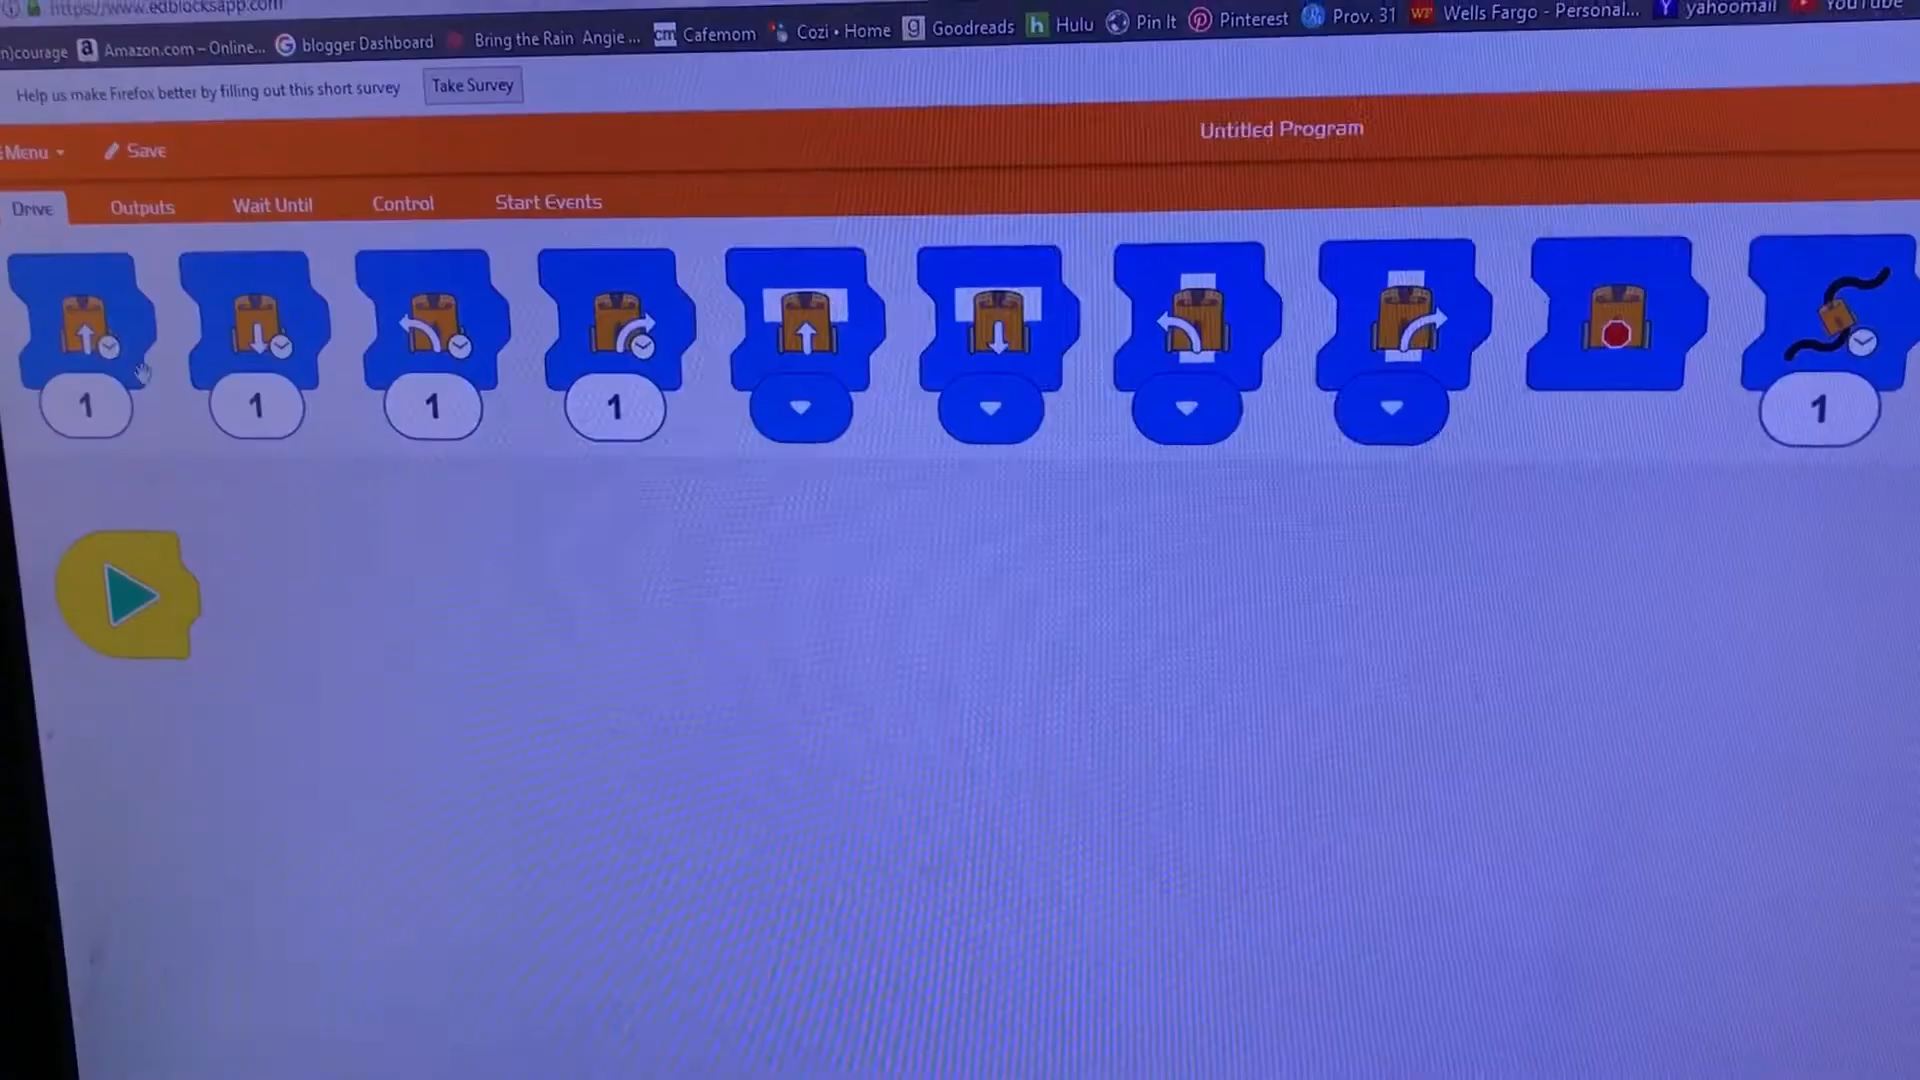 https://www.edblocksapp.com
n)courage a Amazon.com – Online... G blogger Dashboard Bring the Rain Angie ... cm Cafemom Cozi • Home g Goodreads h Hulu Pin It Pinterest Prov. 31 WF Wells Fargo - Personal... Y yahoomail YouTube
Help us make Firefox better by filling out this short survey Take Survey
Untitled Program
Menu Save
Drive Outputs Wait Until Control Start Events
1 1 1 1 1